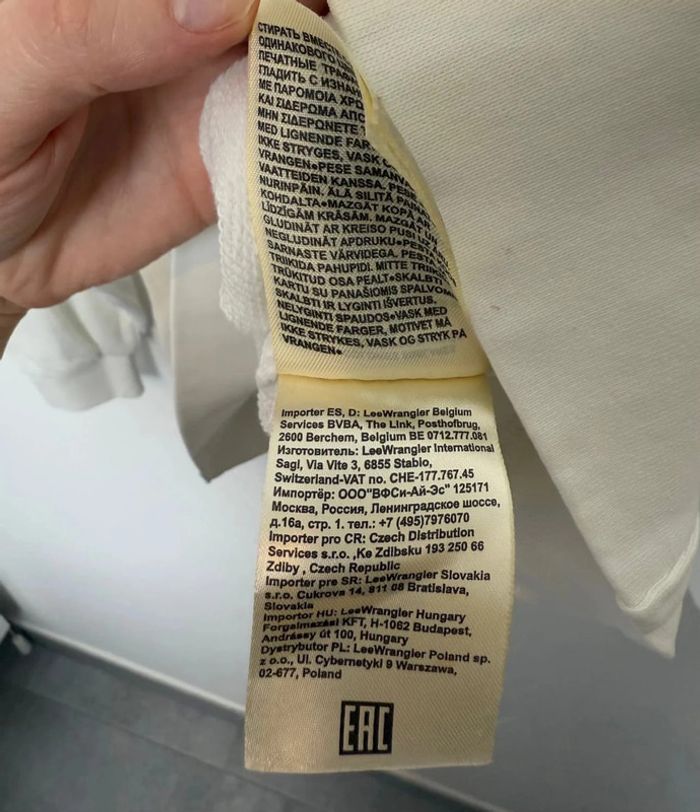 СТИРАТЬ ВМЕСТЕ
ОДИНАКОВОГО
ПЕЧАТНЫЕ
ГЛАДИТЬ С
ΜΕ ΠΑΡΟΜΟΙΑ
ΚΑΙ ΣΙΔΕΡΩΜΑ
ΜΗΝ ΣΙΔΕΡΩΝΕΤΕ
MED LIGNENDE
IKKE STRYGES, VASK
VRANGEN•PESE
VAATTEIDEN KANSSA.
NURINPÄIN. ÄLÄ SILITÄ
KOHDALTA•MAZGĀT KOPĀ AR
LĪDZĪGĀM KRĀSĀM. MAZGĀT UN
GLUDINĀT AR KREISO PUSI
NEGLUDINĀT APDRUKU•PESTA
SARNASTE VÄRVIDEGA. PESTA
TRIIKIDA PAHUPIDI. MITTE
TRÜKITUD OSA PEALT•SKALBTI
KARTU SU PANAŠIOMIS SPALVOMIS
SKALBTI IR LYGINTI IŠVERTUS.
NELYGINTI SPAUDOS•VASK MED
LIGNENDE FARGER, MOTIVET MÅ
IKKE STRYKES, VASK OG STRYK PÅ
VRANGEN•
Importer ES, D: LeeWrangler Belgium
Services BVBA, The Link, Posthofbrug,
2600 Berchem, Belgium BE 0712.777.081
Изготовитель: LeeWrangler International
Sagl, Via Vite 3, 6855 Stabio,
Switzerland-VAT no. CHE-177.767.45
Импортёр: ООО"ВФСи-Ай-Эс" 125171
Москва, Россия, Ленинградское шоссе,
д.16а, стр. 1. тел.: +7 (495)7976070
Importer pro CR: Czech Distribution
Services s.r.o. ,Ke Zdibsku 193 250 66
Zdiby , Czech Republic
Importer pre SR: LeeWrangler Slovakia
s.r.o. Cukrova 14, 811 08 Bratislava,
Slovakia
Importor HU: LeeWrangler Hungary
Forgalmazási KFT, H-1062 Budapest,
Andrássy út 100, Hungary
Dystrybutor PL: LeeWrangler Poland sp.
z o.o., Ul. Cybernetyki 9 Warszawa,
02-677, Poland
EAC